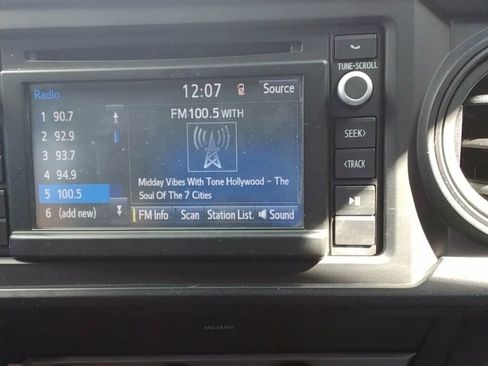 Radio 12:07 Source
FM 100.5 WITH
1 90.7
2 92.9
3 93.7
4 94.9
5 100.5
6 (add new)
Midday Vibes With Tone Hollywood - The
Soul Of The 7 Cities
FM Info Scan Station List. Sound
TUNE•SCROLL
SEEK>
<TRACK